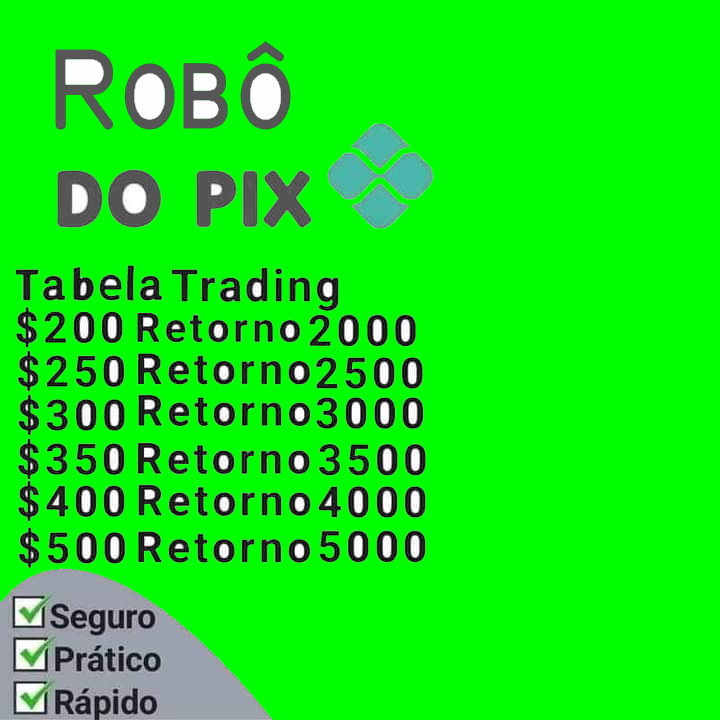 Robô
DO PIX
Tabela Trading
$200 Retorno 2000
$250 Retorno 2500
$300 Retorno 3000
$350 Retorno 3500
$400 Retorno 4000
$500 Retorno 5000
Seguro
Prático
Rápido